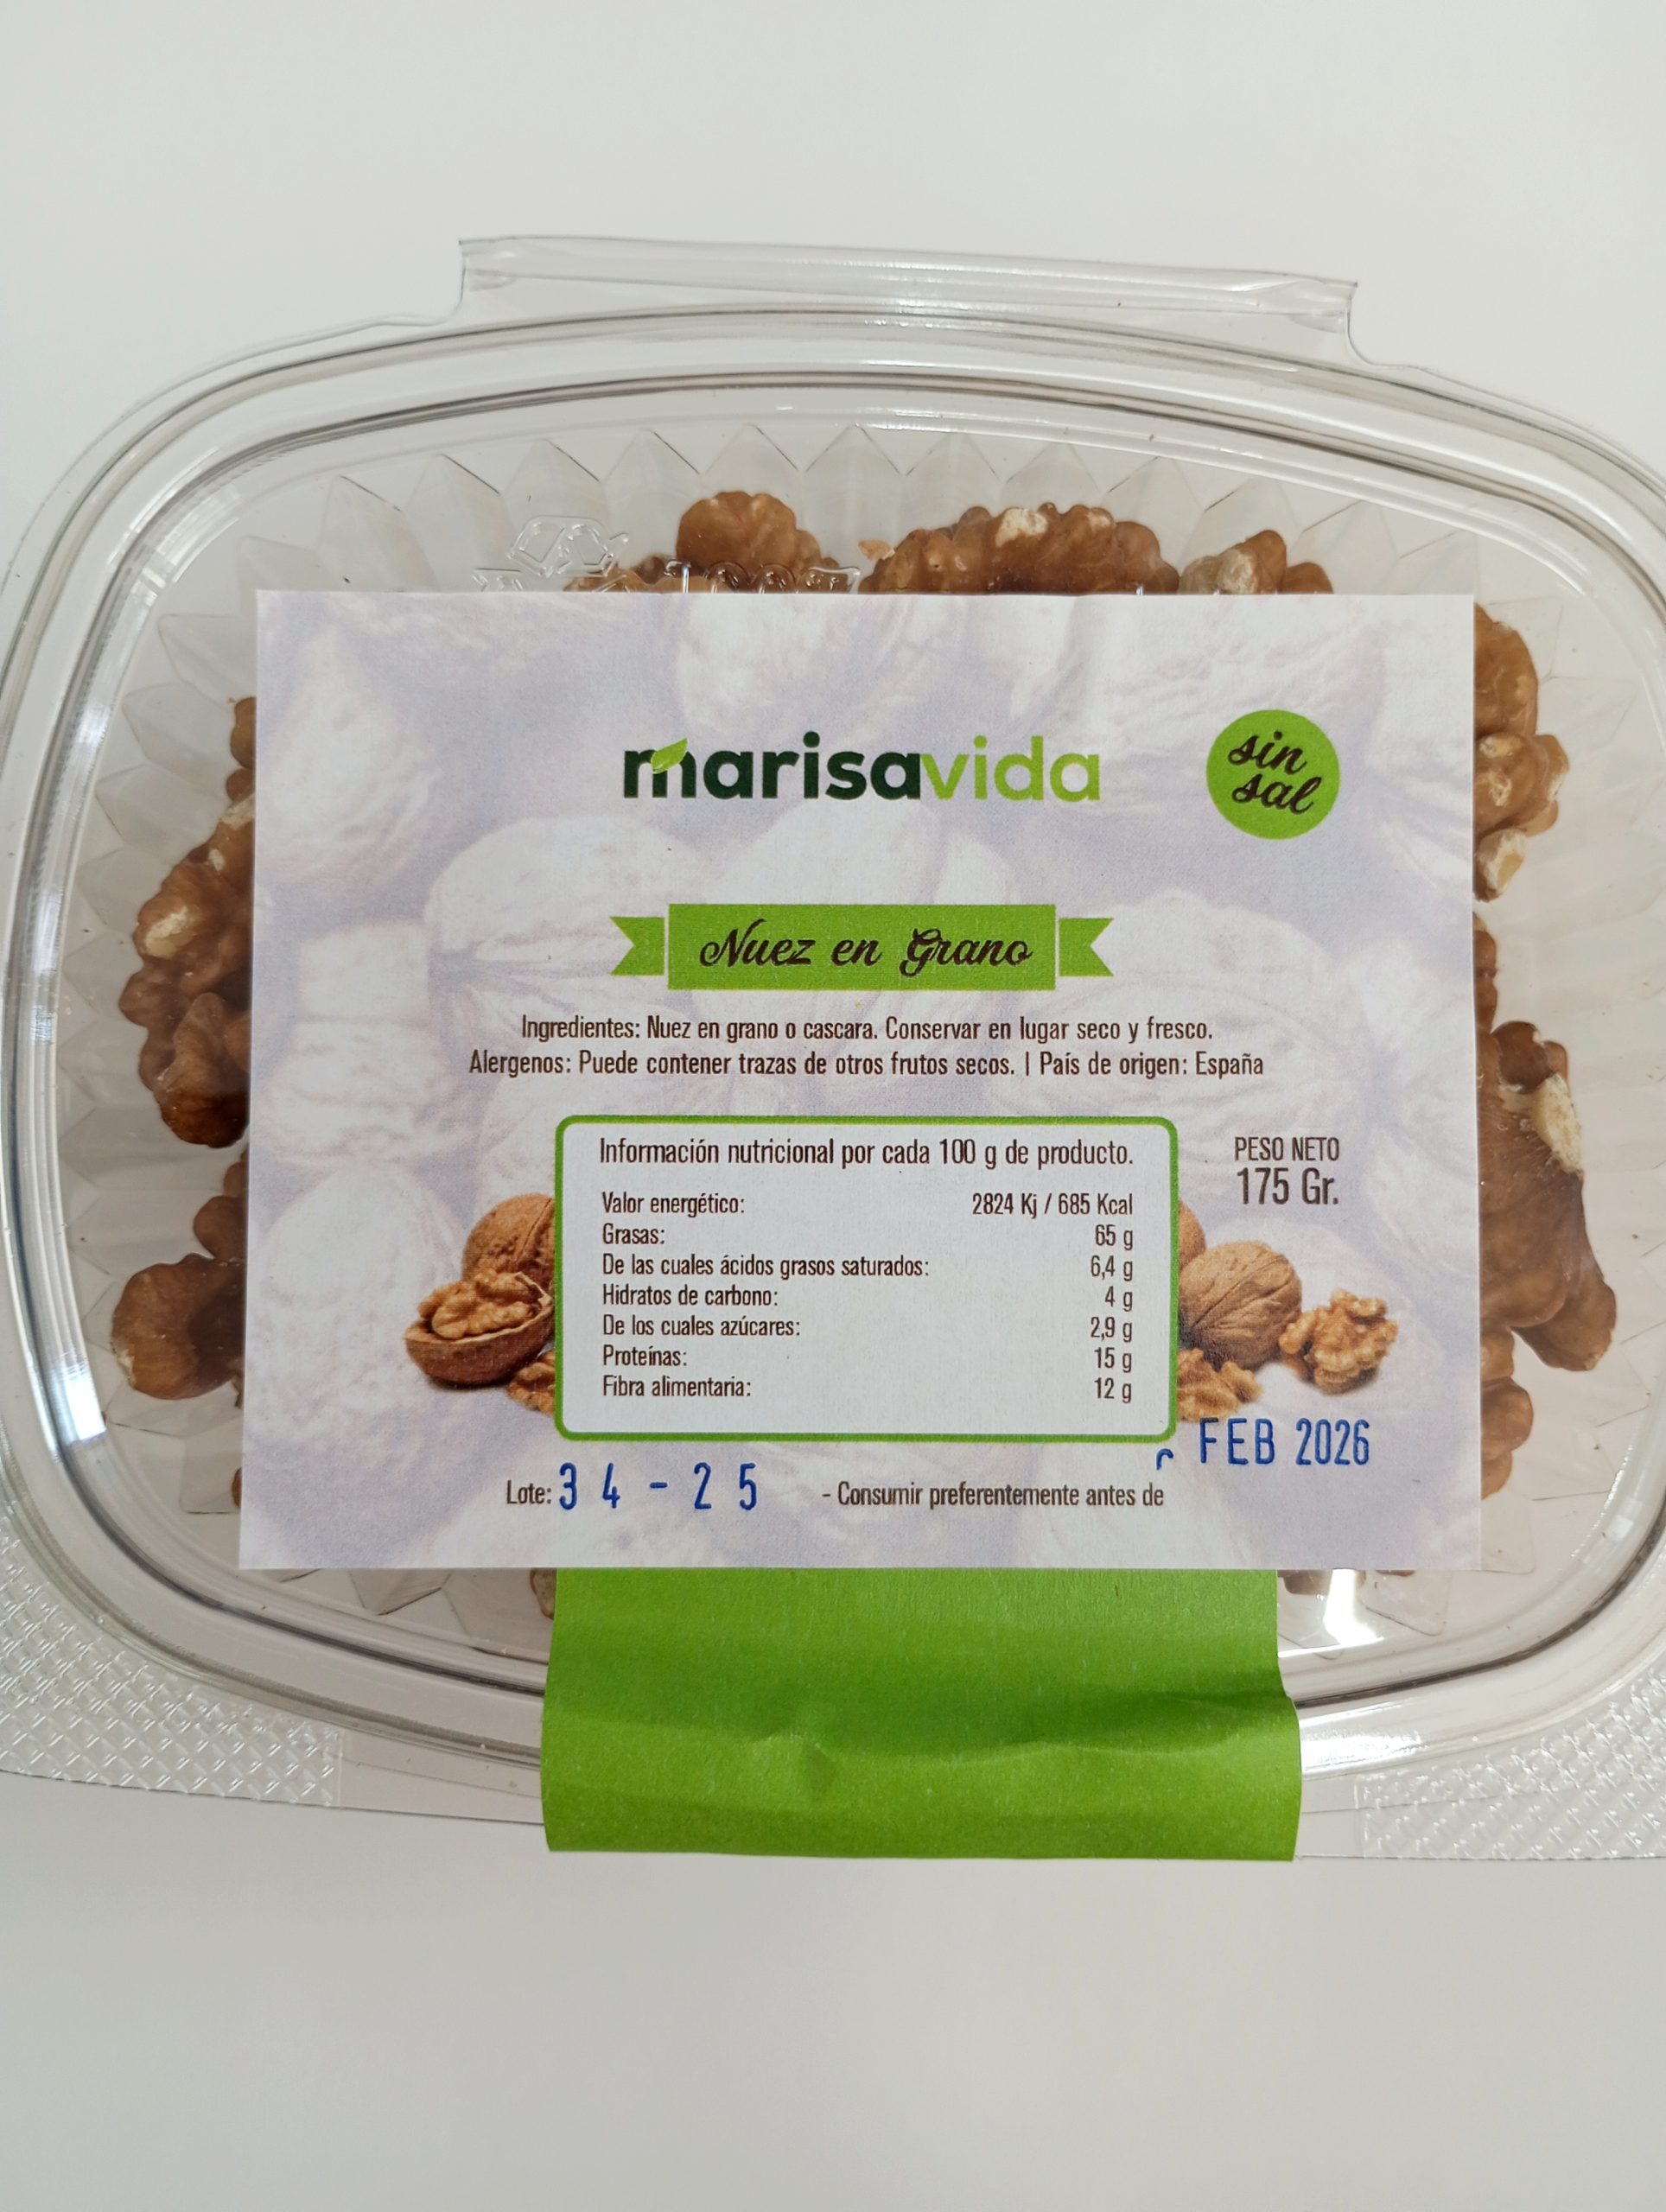 marisavida
sin
sal
Nuez en Grano
Ingredientes: Nuez en grano o cascara. Conservar en lugar seco y fresco.
Alergenos: Puede contener trazas de otros frutos secos. | País de origen: España
Información nutricional por cada 100 g de producto.
Valor energético: 2824 Kj / 685 Kcal
Grasas: 65 g
De las cuales ácidos grasos saturados: 6,4 g
Hidratos de carbono: 4 g
De los cuales azúcares: 2,9 g
Proteínas: 15 g
Fibra alimentaria: 12 g
PESO NETO
175 Gr.
FEB 2026
Lote: 34-25 - Consumir preferentemente antes de